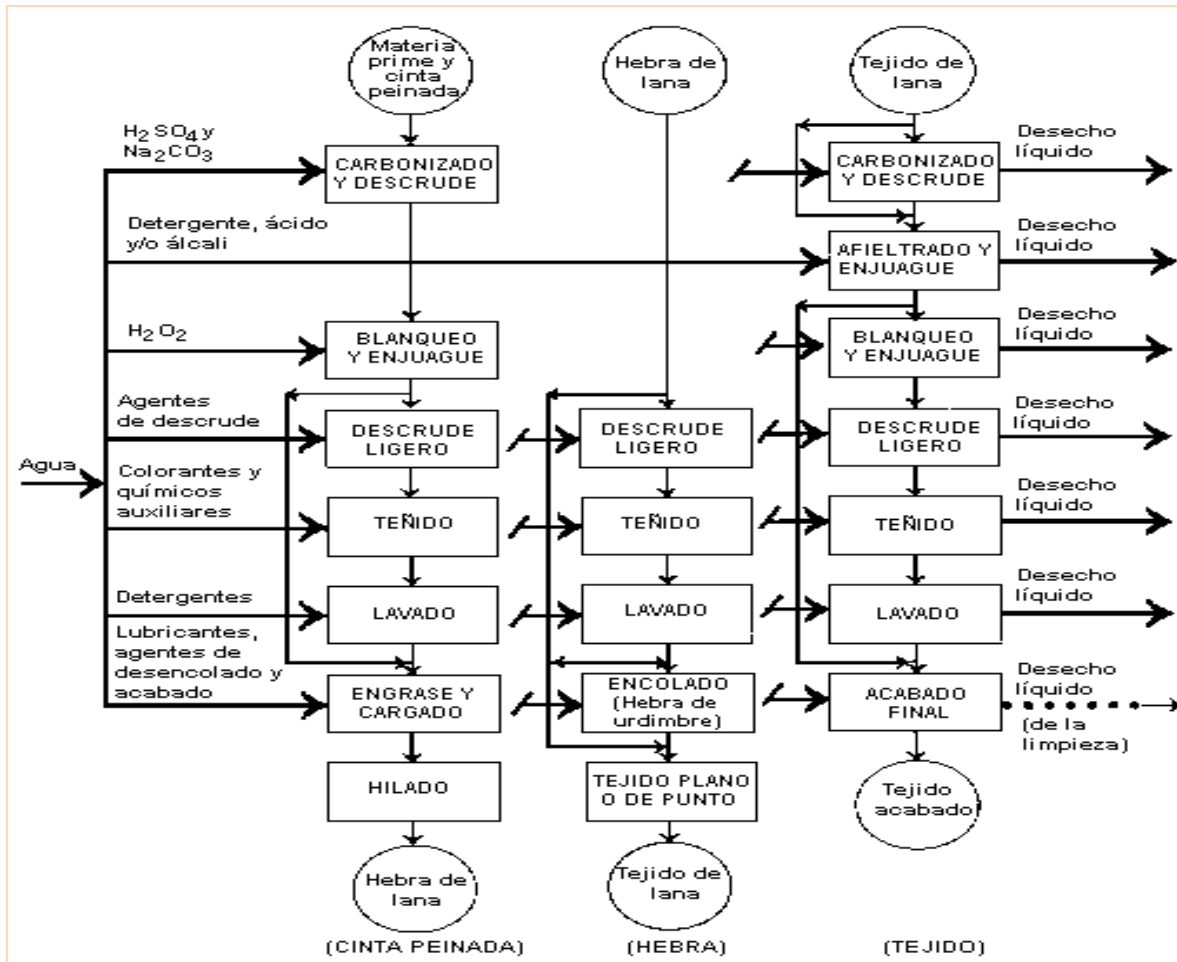 Materia
prime y
cinta
peinada
Hebra de
lana
Tejido de
lana
H2SO4 y
Na2CO3
CARBONIZADO
Y DESCRUDE
CARBONIZADO
Y DESCRUDE
Desecho
líquido
Detergente, ácido
y/o álcali
AFIELTRADO Y
ENJUAGUE
Desecho
líquido
H2O2
BLANQUEO
Y ENJUAGUE
BLANQUEO
Y ENJUAGUE
Desecho
líquido
Agentes
de descrude
DESCRUDE
LIGERO
DESCRUDE
LIGERO
DESCRUDE
LIGERO
Desecho
líquido
Agua
Colorantes y
químicos
auxiliares
TEÑIDO
TEÑIDO
TEÑIDO
Desecho
líquido
Detergentes
LAVADO
LAVADO
LAVADO
Desecho
líquido
Lubricantes,
agentes de
desencolado y
acabado
ENGRASE Y
CARGADO
ENCOLADO
(Hebra de
urdimbre)
ACABADO
FINAL
Desecho
líquido
(de la
limpieza)
HILADO
TEJIDO PLANO
O DE PUNTO
Tejido
acabado
Hebra de
lana
Tejido de
lana
(CINTA PEINADA)
(HEBRA)
(TEJIDO)